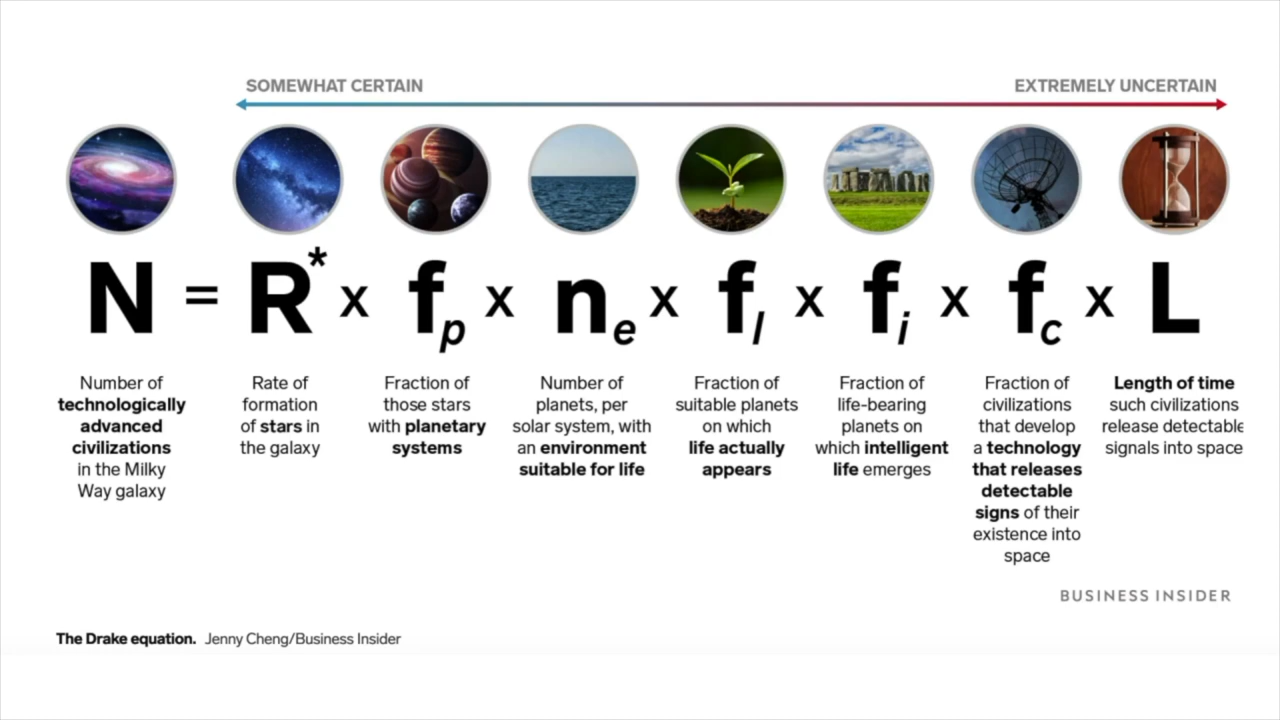 SOMEWHAT CERTAIN
EXTREMELY UNCERTAIN
N = R* x fp x ne x fl x fi x fc x L
Number of
technologically
advanced
civilizations
in the Milky
Way galaxy
Rate of
formation
of stars in
the galaxy
Fraction of
those stars
with planetary
systems
Number of
planets, per
solar system, with
an environment
suitable for life
Fraction of
suitable planets
on which
life actually
appears
Fraction of
life-bearing
planets on
which intelligent
life emerges
Fraction of
civilizations
that develop
a technology
that releases
detectable
signs of their
existence into
space
Length of time
such civilizations
release detectable
signals into space
BUSINESS INSIDER
The Drake equation. Jenny Cheng/Business Insider